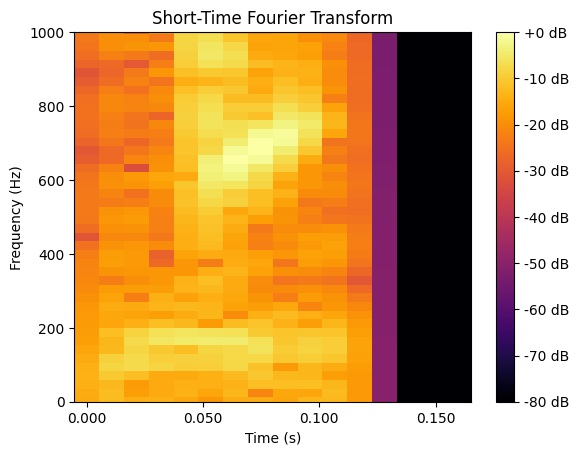 Short-Time Fourier Transform
1000
800
600
400
200
0
Frequency (Hz)
0.000
0.050
0.100
0.150
Time (s)
+0 dB
-10 dB
-20 dB
-30 dB
-40 dB
-50 dB
-60 dB
-70 dB
-80 dB